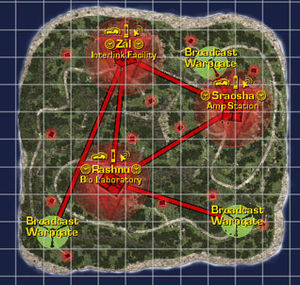 Zal
Interlink Facility
Broadcast
Warpgate
Sraosha
Amp Station
Rashnu
Bio Laboratory
Broadcast
Warpgate
Broadcast
Warpgate